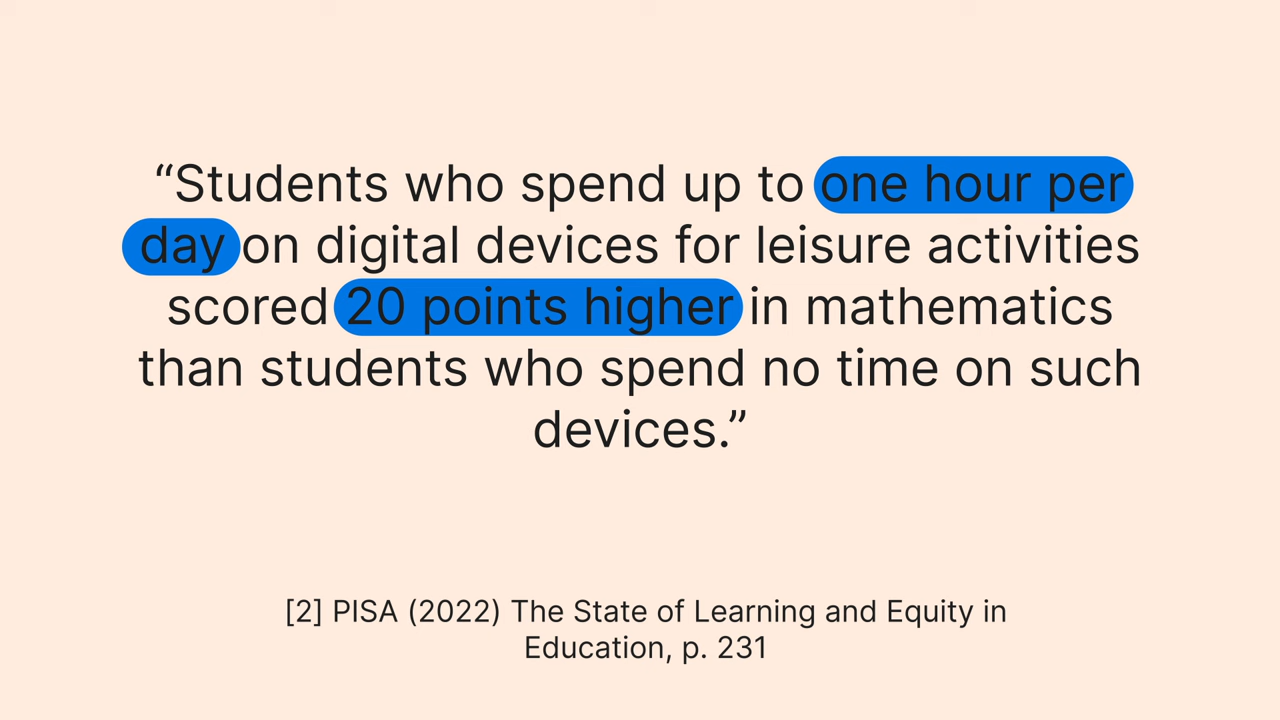 “Students who spend up to one hour per
day on digital devices for leisure activities
scored 20 points higher in mathematics
than students who spend no time on such
devices.”
[2] PISA (2022) The State of Learning and Equity in
Education, p. 231